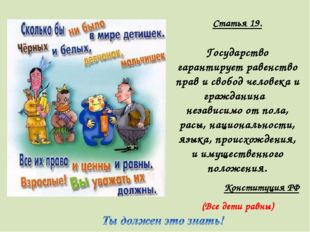 Сколько бы ни было
в мире детишек.
Чёрных
и белых,
девчонок, мальчишек
Все их права
и ценны и равны.
Взрослые! Вы уважать их
должны.
Статья 19.
Государство
гарантирует равенство
прав и свобод человека и
гражданина
независимо от пола,
расы, национальности,
языка, происхождения,
и имущественного
положения.
Конституция РФ
(Все дети равны)
Ты должен это знать!